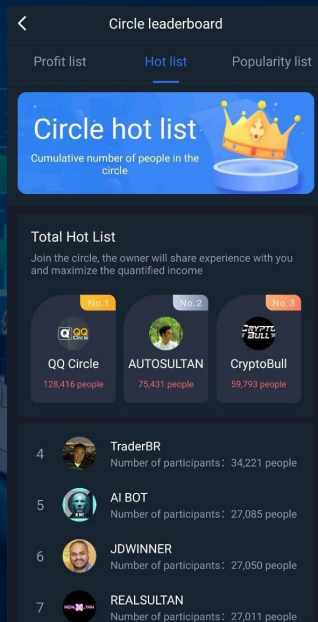 Circle leaderboard
Profit list
Hot list
Popularity list
Circle hot list
Cumulative number of people in the
circle
Total Hot List
Join the circle, the owner will share experience with you
and maximize the quantified income
No.1
No.2
No.3
QQ
Circle
CRYPTO
BULL
QQ Circle
AUTOSULTAN
CryptoBull
128,416 people
75,431 people
59,793 people
4
TraderBR
Number of participants: 34,221 people
5
AI BOT
Number of participants: 27,085 people
6
JDWINNER
Number of participants: 27,050 people
7
REALSULTAN
Number of participants: 27,011 people